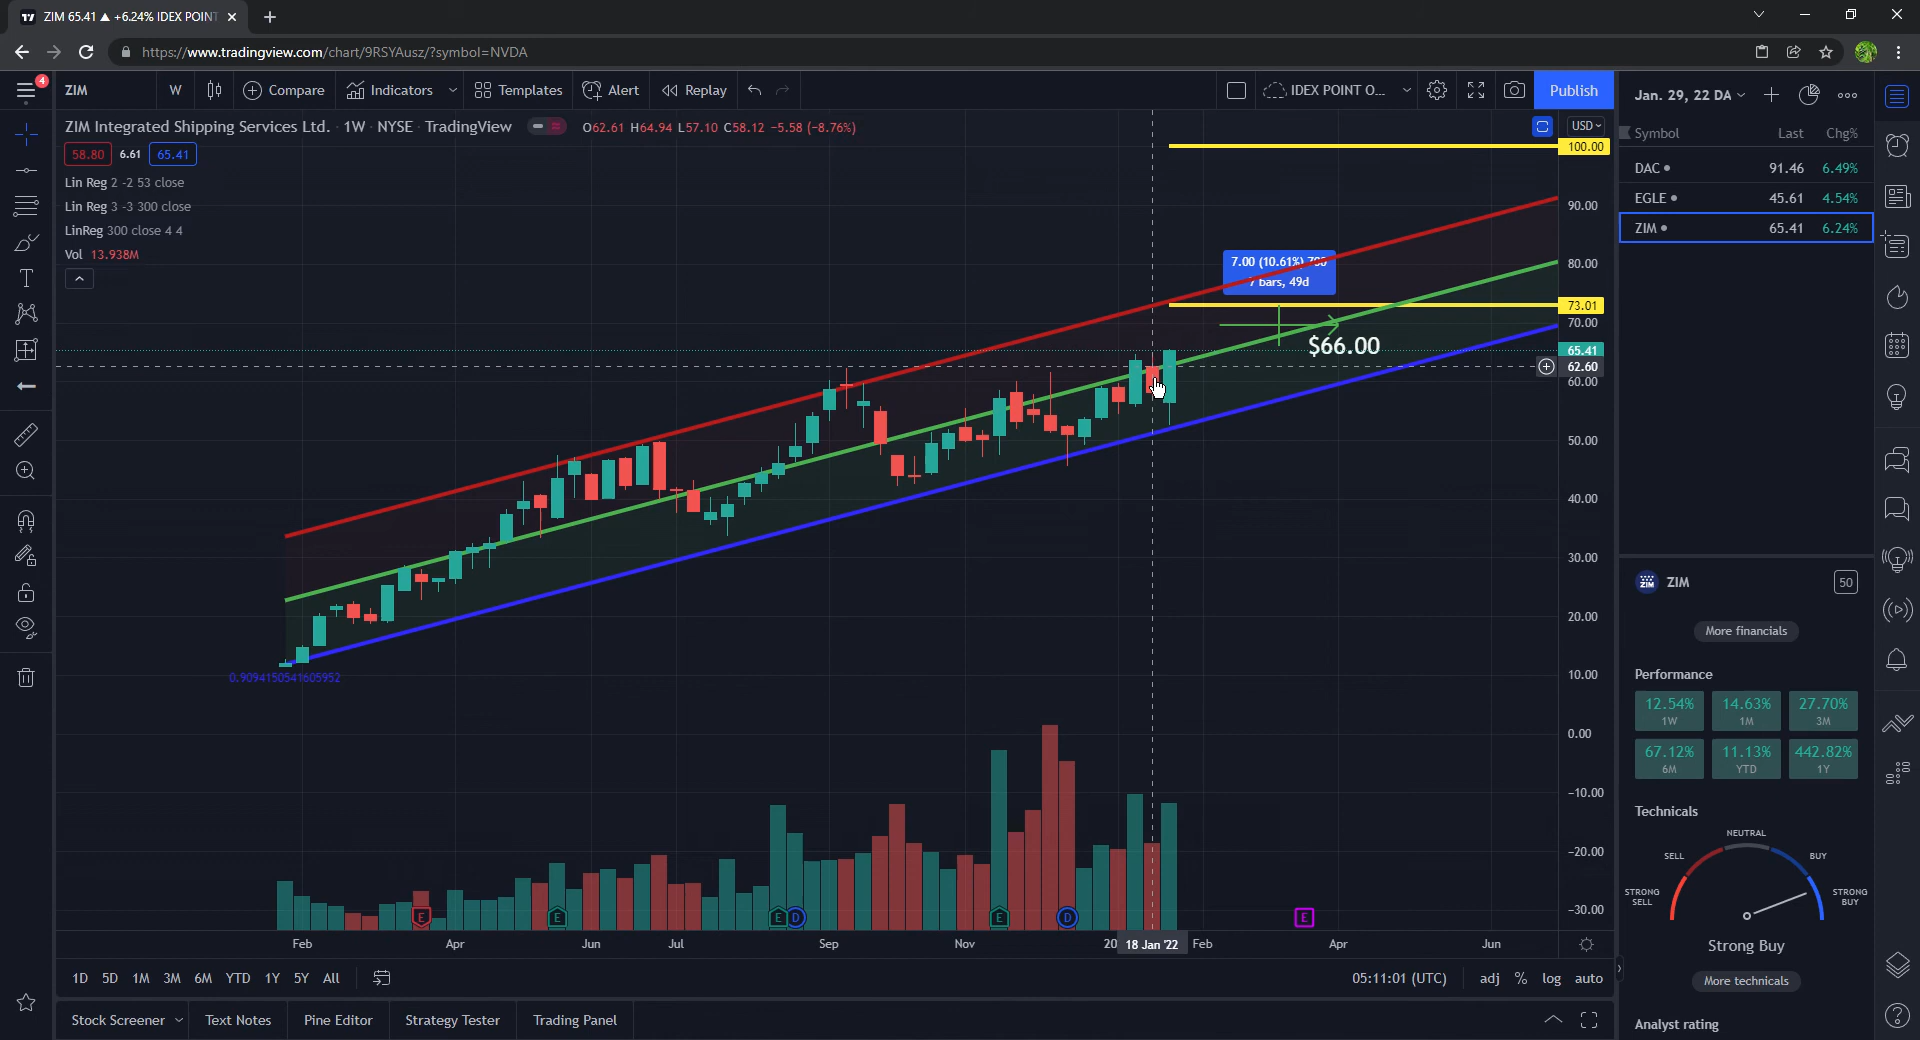 ZIM 65.41 ▲ +6.24% IDEX POINT
https://www.tradingview.com/chart/9RSYAusz/?symbol=NVDA
4
ZIM W Compare Indicators Templates Alert Replay IDEX POINT O... Publish
ZIM Integrated Shipping Services Ltd. · 1W · NYSE · TradingView O62.61 H64.94 L57.10 C58.12 -5.58 (-8.76%)
58.80 6.61 65.41
Lin Reg 2 -2 53 close
Lin Reg 3 -3 300 close
LinReg 300 close 4 4
Vol 13.938M
7.00 (10.61%)
7 bars, 49d
$66.00
0.9094150541605952
USD
100.00
90.00
80.00
73.01
70.00
65.41
62.60
60.00
50.00
40.00
30.00
20.00
10.00
0.00
-10.00
-20.00
-30.00
E E E D E D E
Feb Apr Jun Jul Sep Nov 20 18 Jan '22 Feb Apr Jun
1D 5D 1M 3M 6M YTD 1Y 5Y All 05:11:01 (UTC) adj % log auto
Stock Screener Text Notes Pine Editor Strategy Tester Trading Panel
Jan. 29, 22 DA
Symbol Last Chg%
DAC 91.46 6.49%
EGLE 45.61 4.54%
ZIM 65.41 6.24%
ZIM ZIM 50
More financials
Performance
12.54% 14.63% 27.70%
1W 1M 3M
67.12% 11.13% 442.82%
6M YTD 1Y
Technicals
NEUTRAL
SELL BUY
STRONG SELL STRONG BUY
Strong Buy
More technicals
Analyst rating